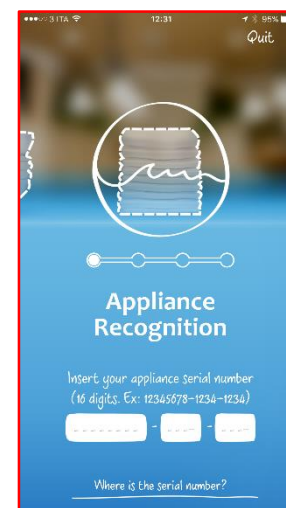 3 ITA 12:31 95%
Quit
Appliance
Recognition
Insert your appliance serial number
(16 digits. Ex: 12345678-1234-1234)
- -
Where is the serial number?